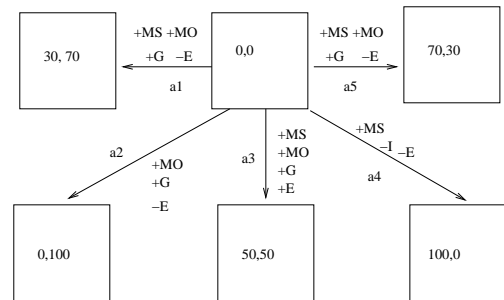 +MS +MO
+MS +MO
30, 70
0,0
70,30
+G –E
+G –E
a1
a5
+MS
+MS
a2
+MO
–I
–E
+MO
a3
+G
a4
+G
+E
–E
0,100
50,50
100,0